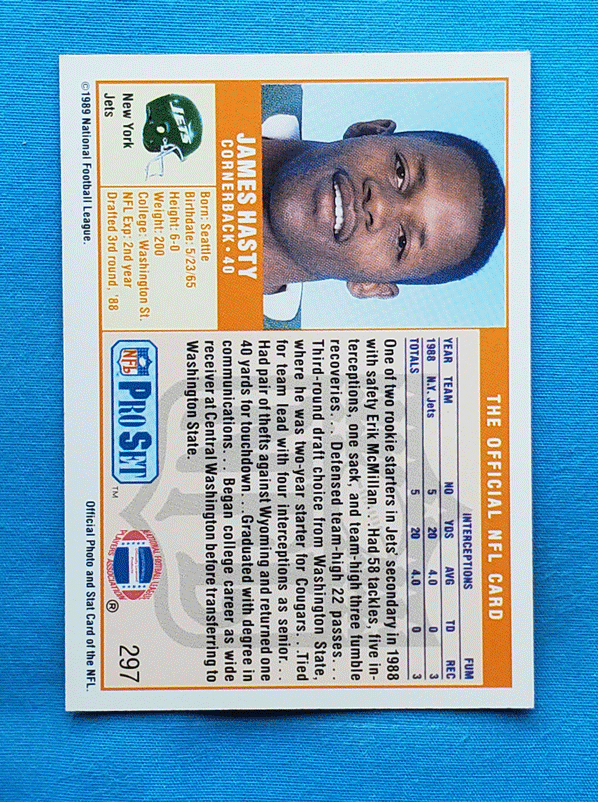 THE OFFICIAL NFL CARD
JAMES HASTY
CORNERBACK • 40
Born: Seattle
Birthdate: 5/23/65
Height: 6-0
Weight: 200
College: Washington St.
NFL Exp: 2nd year
Drafted 3rd round, '88
JETS
New York
Jets
INTERCEPTIONS FUM
YEAR TEAM NO YDS AVG TD REC
1988 N.Y. Jets 5 20 4.0 0 3
TOTALS 5 20 4.0 0 3
One of two rookie starters in Jets' secondary in 1988
with safety Erik McMillan... Had 58 tackles, five in-
terceptions, one sack, and team-high three fumble
recoveries... Defensed team-high 22 passes...
Third-round draft choice from Washington State,
where he was two-year starter for Cougars... Tied
for team lead with four interceptions as senior...
Had pair of thefts against Wyoming and returned one
40 yards for touchdown... Graduated with degree in
communications... Began college career as wide
receiver at Central Washington before transferring to
Washington State.
NFL PRO SET ™
NATIONAL FOOTBALL LEAGUE
PLAYERS ASSOCIATION
®
297
©1989 National Football League.
Official Photo and Stat Card of the NFL.